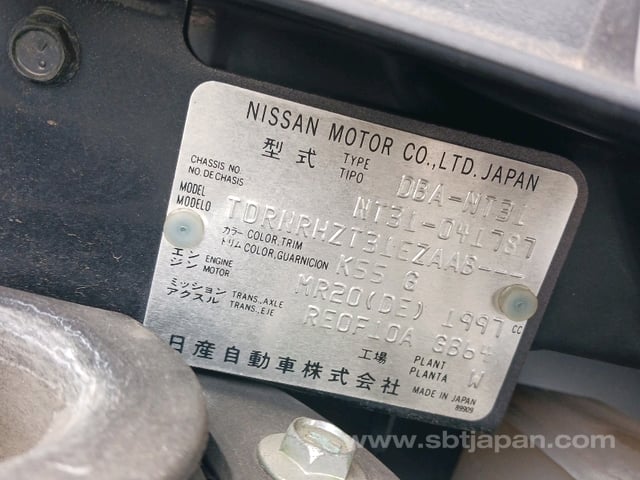 NISSAN MOTOR CO.,LTD. JAPAN
型式 TYPE TIPO DBA-NT31
CHASSIS NO. NO DE CHASIS NT31-041787
MODEL MODELO TDRNRHZT31EZAAB---
カラー トリム COLOR, TRIM COLOR, GUARNICION K55 G
エンジン ENGINE MOTOR MR20(DE) 1997 CC
ミッション アクスル TRANS., AXLE TRANS., EJE RE0F10A GB64
工場 PLANT PLANTA W
日産自動車株式会社 MADE IN JAPAN
89909
www.sbtjapan.com